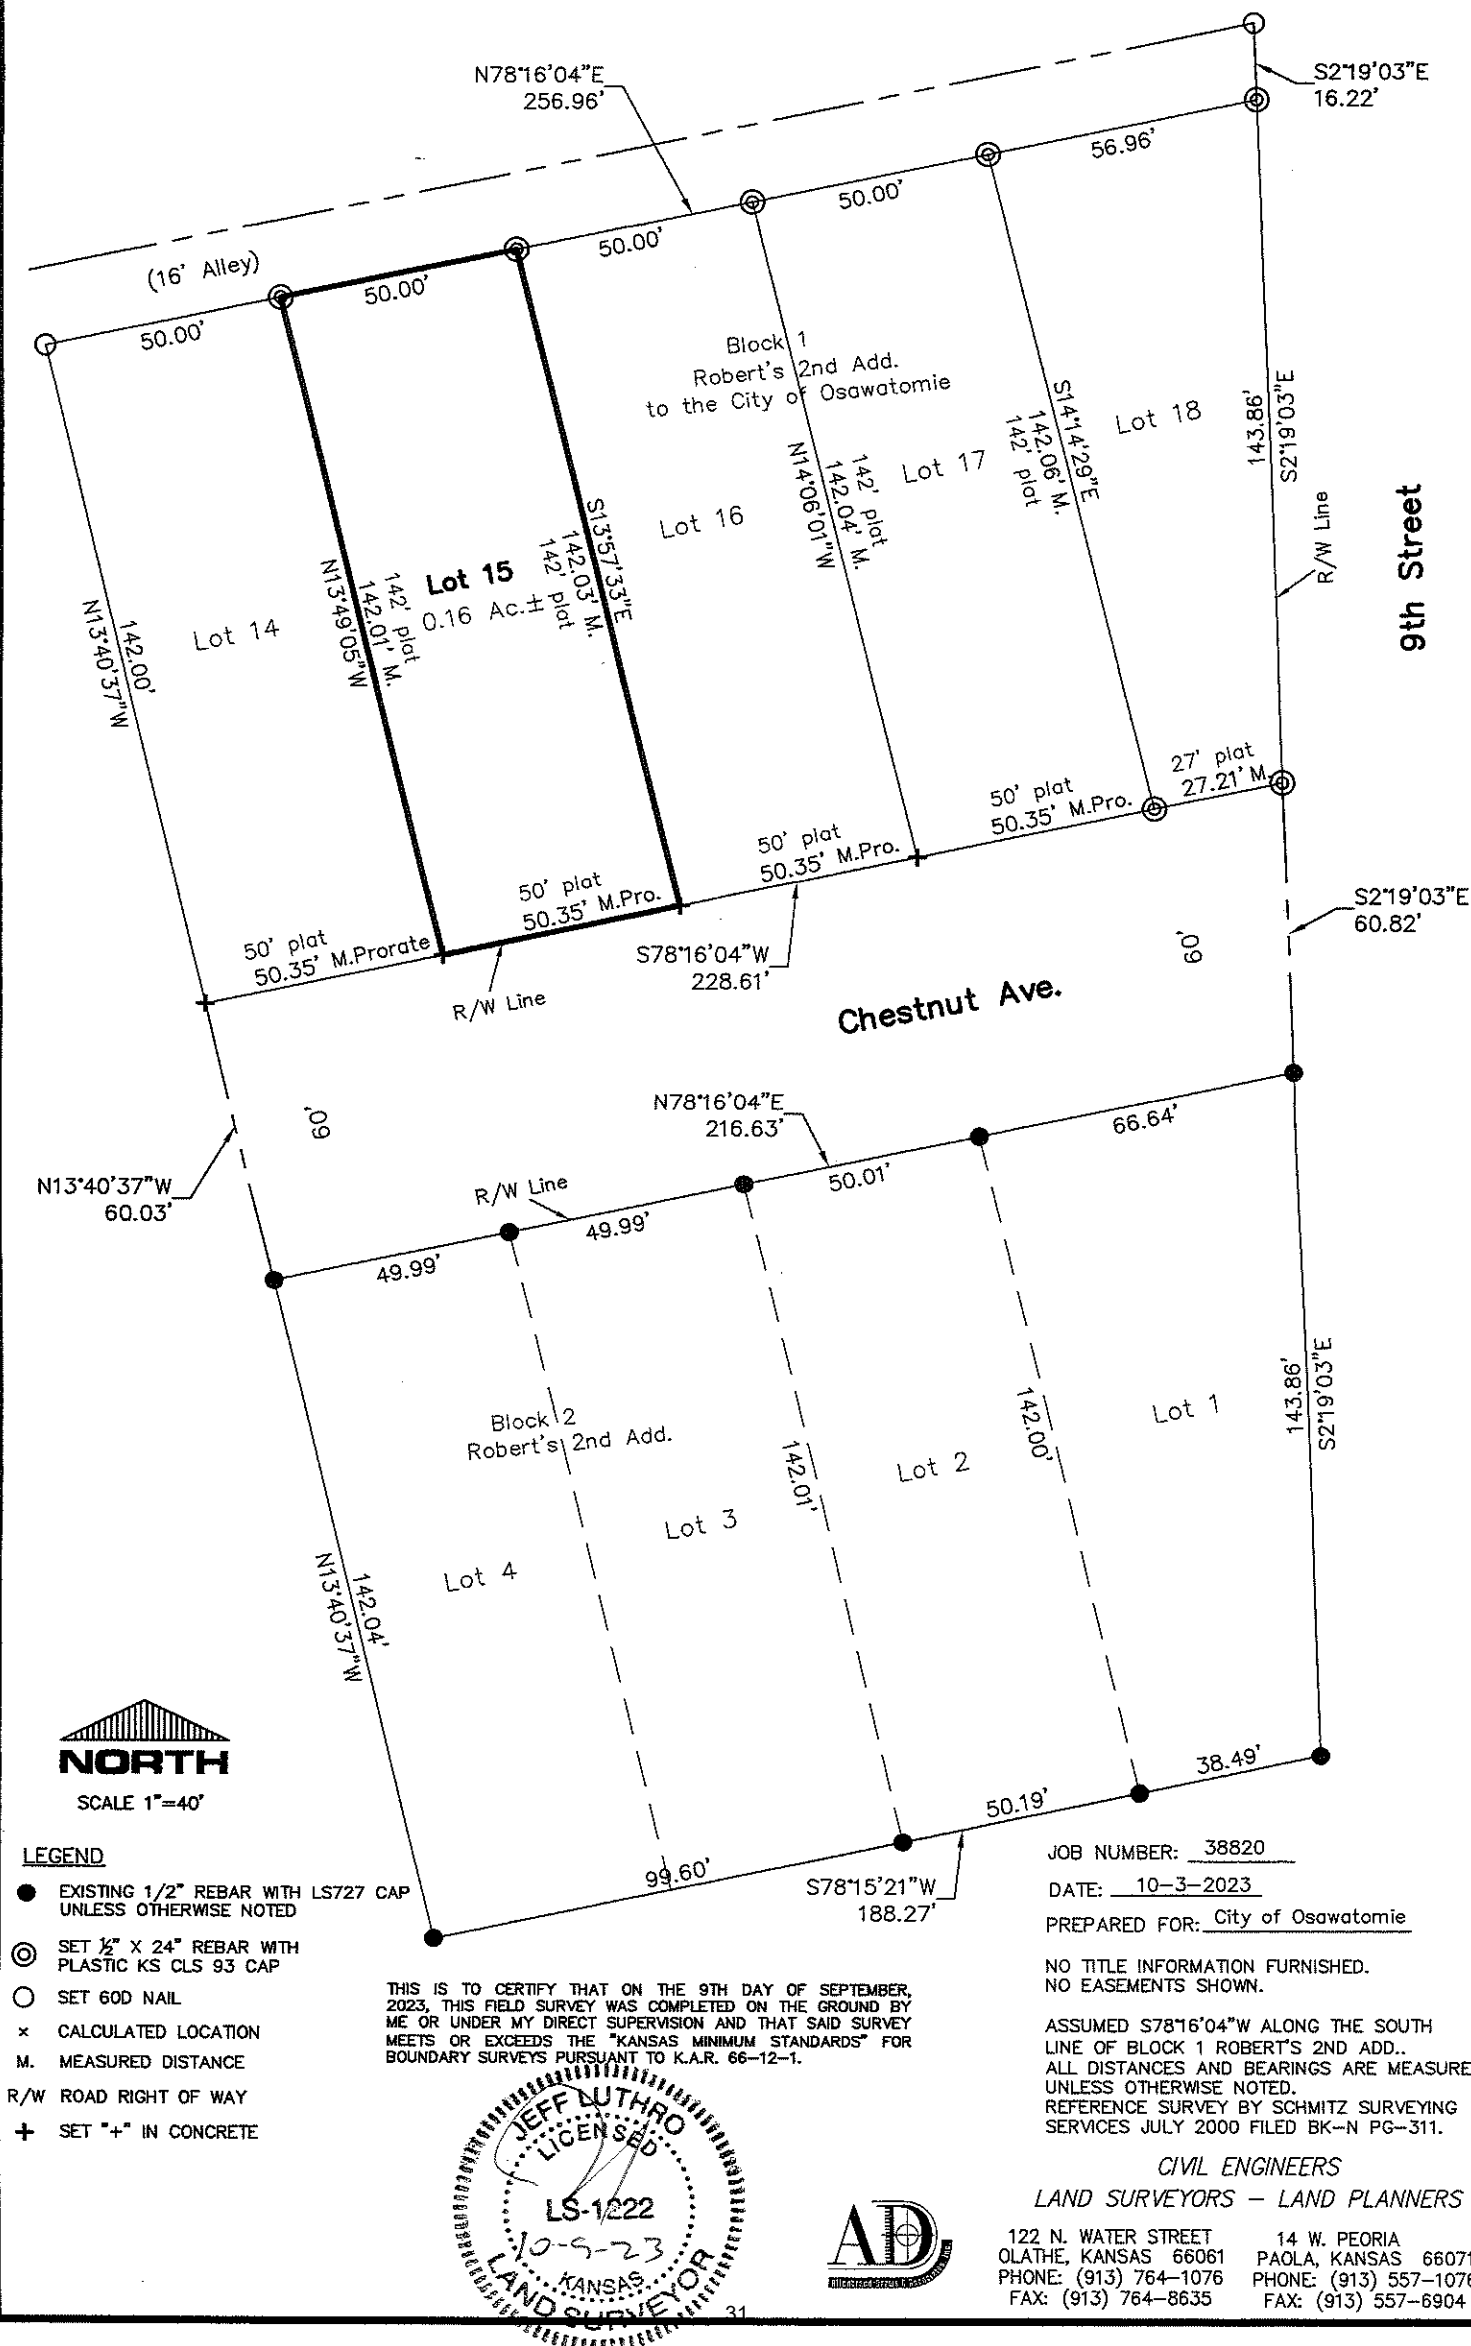 N78°16'04"E
256.96'
S2°19'03"E
16.22'
56.96'
50.00'
50.00'
(16' Alley)
50.00'
50.00'
Block 1
Robert's 2nd Add.
to the City of Osawatomie
143.86'
S2°19'03"E
Lot 18
S14°14'29"E
142.06' M.
142' plat
Lot 17
142' plat
142.04' M.
N14°06'01"W
Lot 16
S13°57'33"E
142.03' M.
142' plat
Lot 15
0.16 Ac.±
142' plat
142.01' M.
N13°49'05"W
Lot 14
142.00'
N13°40'37"W
R/W Line
9th Street
27' plat
27.21' M.
50' plat
50.35' M.Pro.
50' plat
50.35' M.Pro.
50' plat
50.35' M.Pro.
50' plat
50.35' M.Prorate
S2°19'03"E
60.82'
S78°16'04"W
228.61'
R/W Line
60'
Chestnut Ave.
N78°16'04"E
216.63'
60'
66.64'
N13°40'37"W
60.03'
R/W Line
50.01'
49.99'
49.99'
143.86'
S2°19'03"E
Lot 1
142.00'
Block 2
Robert's 2nd Add.
Lot 2
142.01'
Lot 3
Lot 4
142.04'
N13°40'37"W
NORTH
SCALE 1"=40'
38.49'
50.19'
99.60'
S78°15'21"W
188.27'
LEGEND
EXISTING 1/2" REBAR WITH LS727 CAP
UNLESS OTHERWISE NOTED
SET ½" X 24" REBAR WITH
PLASTIC KS CLS 93 CAP
SET 60D NAIL
× CALCULATED LOCATION
M. MEASURED DISTANCE
R/W ROAD RIGHT OF WAY
+ SET "+" IN CONCRETE
THIS IS TO CERTIFY THAT ON THE 9TH DAY OF SEPTEMBER,
2023, THIS FIELD SURVEY WAS COMPLETED ON THE GROUND BY
ME OR UNDER MY DIRECT SUPERVISION AND THAT SAID SURVEY
MEETS OR EXCEEDS THE "KANSAS MINIMUM STANDARDS" FOR
BOUNDARY SURVEYS PURSUANT TO K.A.R. 66-12-1.
JEFF LUTHRO
LICENSED
LS-1222
10-9-23
KANSAS
LAND SURVEYOR
31
JOB NUMBER: 38820
DATE: 10-3-2023
PREPARED FOR: City of Osawatomie
NO TITLE INFORMATION FURNISHED.
NO EASEMENTS SHOWN.
ASSUMED S78°16'04"W ALONG THE SOUTH
LINE OF BLOCK 1 ROBERT'S 2ND ADD..
ALL DISTANCES AND BEARINGS ARE MEASURE
UNLESS OTHERWISE NOTED.
REFERENCE SURVEY BY SCHMITZ SURVEYING
SERVICES JULY 2000 FILED BK-N PG-311.
CIVIL ENGINEERS
LAND SURVEYORS - LAND PLANNERS
AD
122 N. WATER STREET
OLATHE, KANSAS 66061
PHONE: (913) 764-1076
FAX: (913) 764-8635
14 W. PEORIA
PAOLA, KANSAS 66071
PHONE: (913) 557-1076
FAX: (913) 557-6904